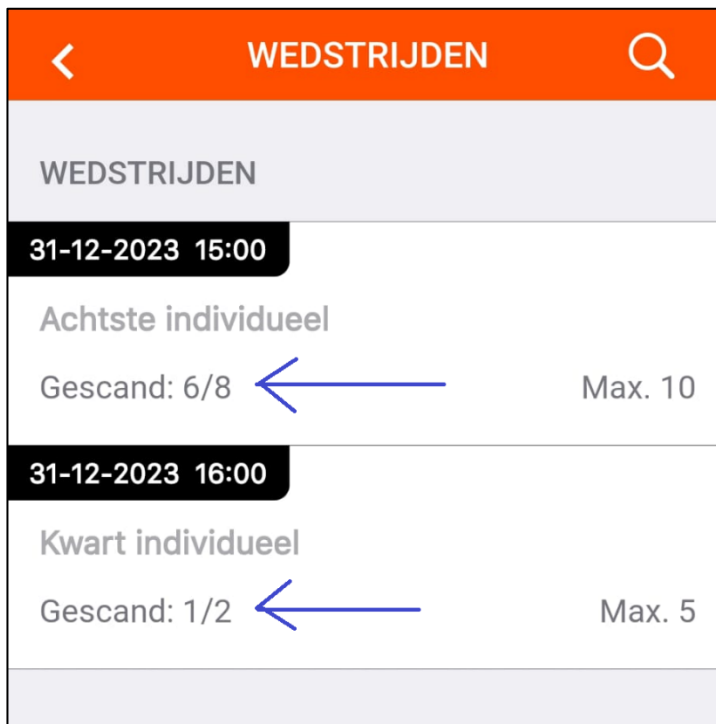 WEDSTRIJDEN
WEDSTRIJDEN
31-12-2023 15:00
Achtste individueel
Gescand: 6/8 Max. 10
31-12-2023 16:00
Kwart individueel
Gescand: 1/2 Max. 5